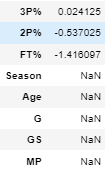 3P% 0.024125
2P% -0.537025
FT% -1.416097
Season NaN
Age NaN
G NaN
GS NaN
MP NaN